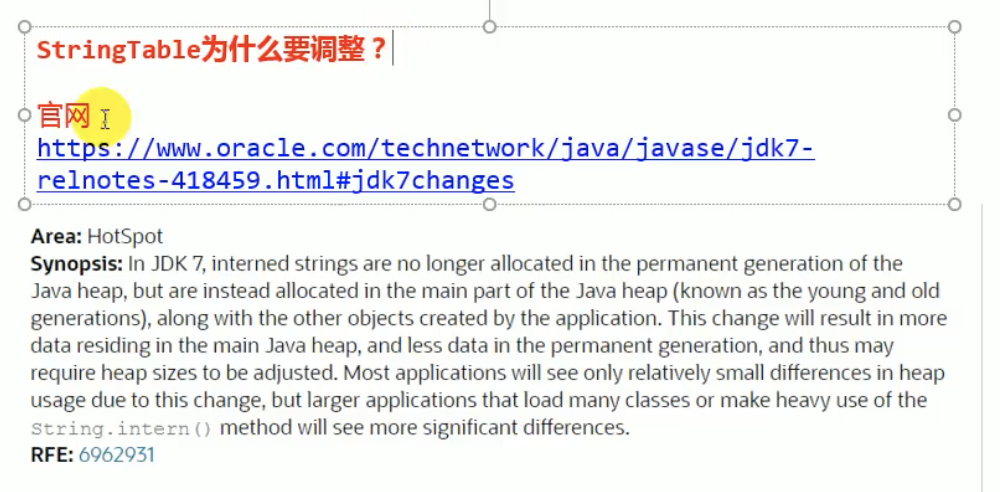 StringTable为什么要调整？
官网
https://www.oracle.com/technetwork/java/javase/jdk7-
relnotes-418459.html#jdk7changes
Area: HotSpot
Synopsis: In JDK 7, interned strings are no longer allocated in the permanent generation of the
Java heap, but are instead allocated in the main part of the Java heap (known as the young and old
generations), along with the other objects created by the application. This change will result in more
data residing in the main Java heap, and less data in the permanent generation, and thus may
require heap sizes to be adjusted. Most applications will see only relatively small differences in heap
usage due to this change, but larger applications that load many classes or make heavy use of the
String.intern() method will see more significant differences.
RFE: 6962931